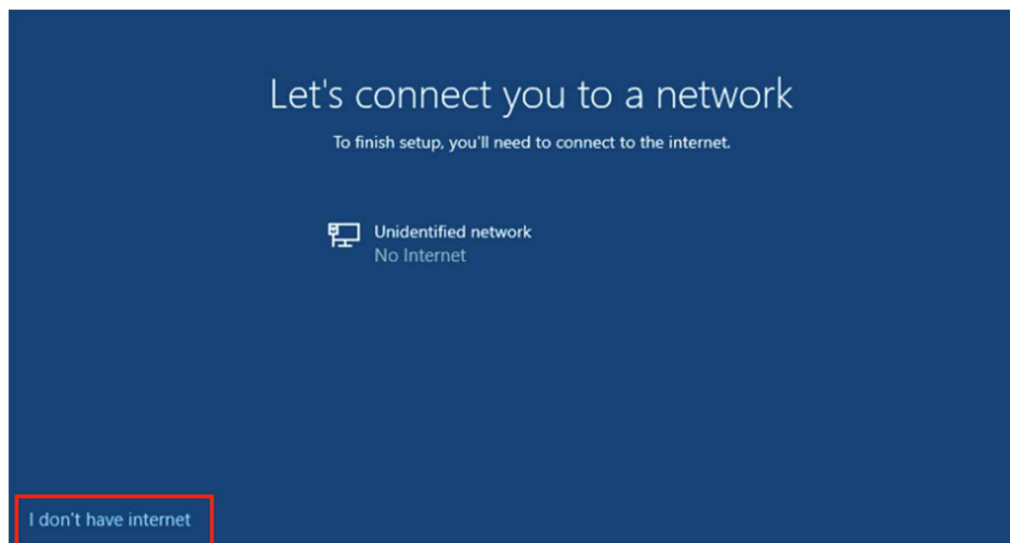 Let's connect you to a network
To finish setup, you'll need to connect to the internet.
Unidentified network
No Internet
I don't have internet